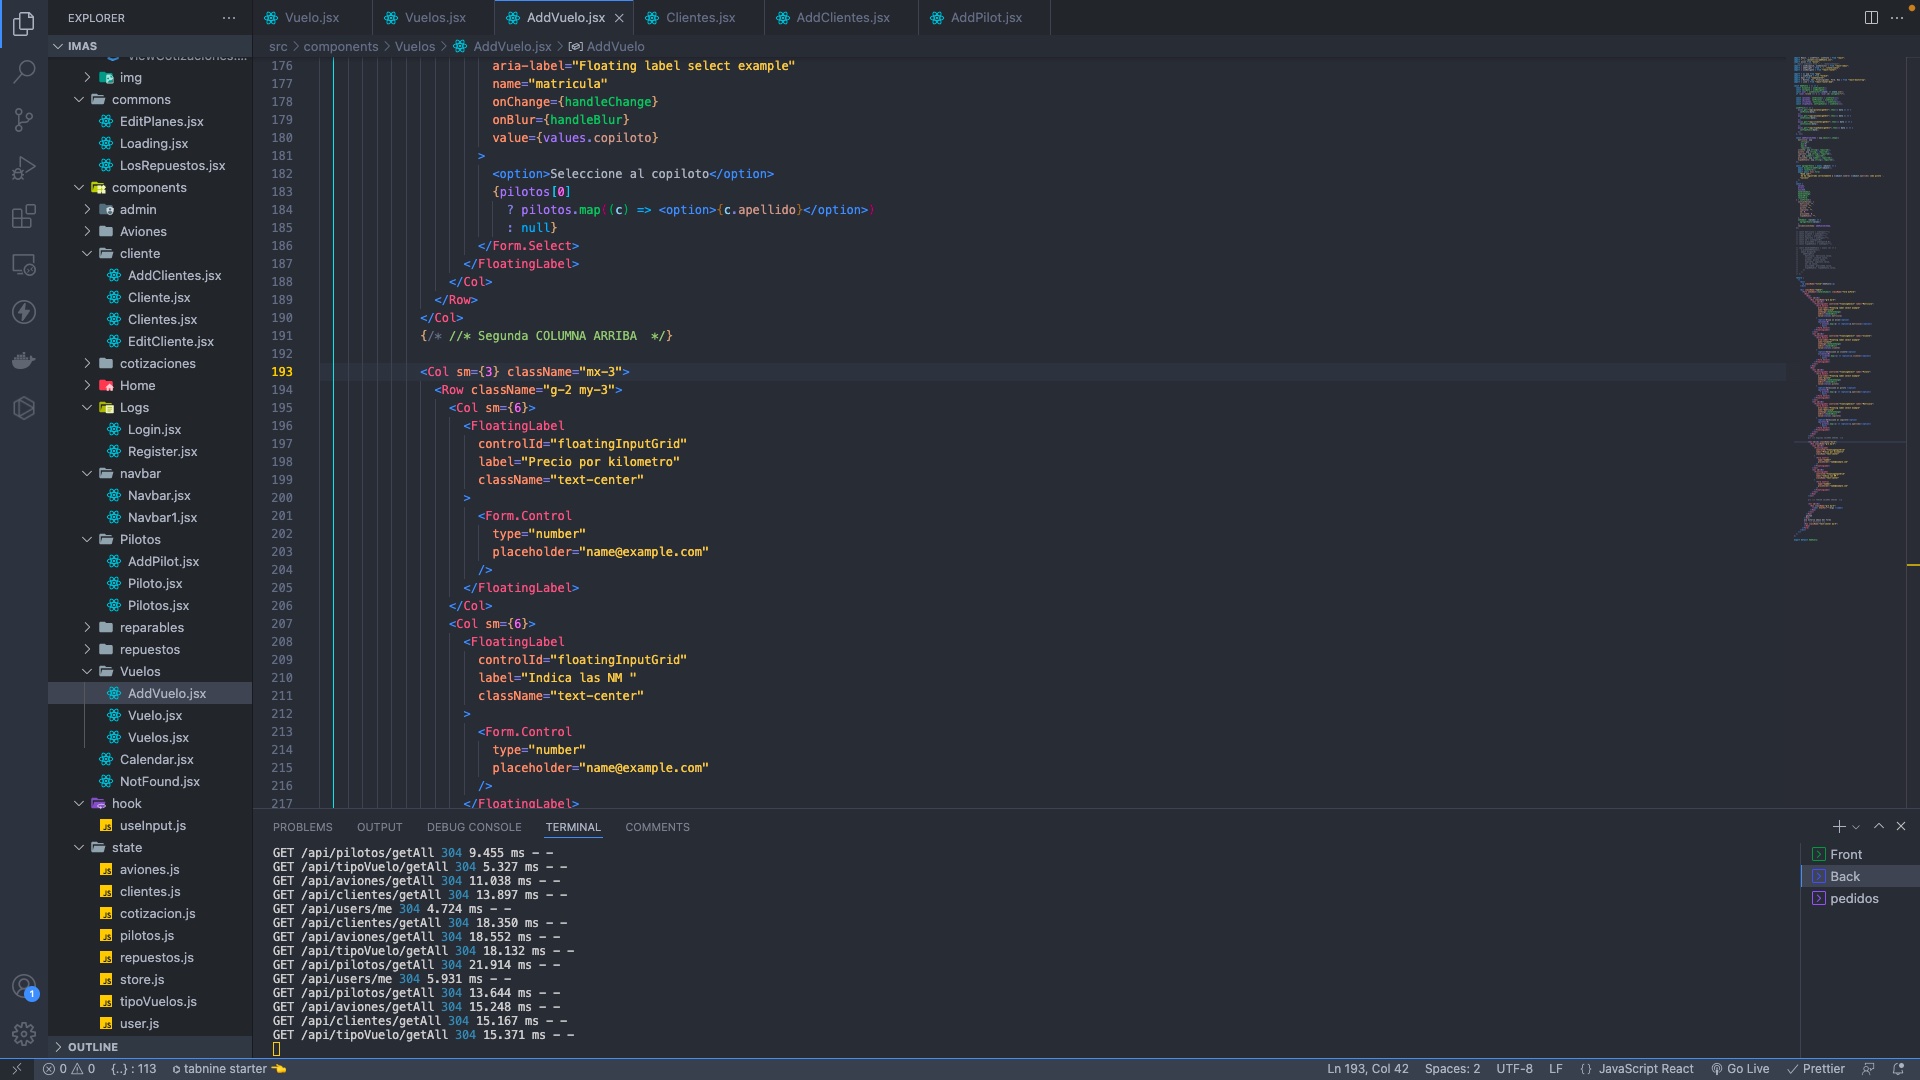 EXPLORER
Vuelo.jsx
Vuelos.jsx
AddVuelo.jsx
Clientes.jsx
AddClientes.jsx
AddPilot.jsx
IMAS
src > components > Vuelos > AddVuelo.jsx > AddVuelo
ViewCotizaciones....
img
commons
EditPlanes.jsx
Loading.jsx
LosRepuestos.jsx
components
admin
Aviones
cliente
AddClientes.jsx
Cliente.jsx
Clientes.jsx
EditCliente.jsx
cotizaciones
Home
Logs
Login.jsx
Register.jsx
navbar
Navbar.jsx
Navbar1.jsx
Pilotos
AddPilot.jsx
Piloto.jsx
Pilotos.jsx
reparables
repuestos
Vuelos
AddVuelo.jsx
Vuelo.jsx
Vuelos.jsx
Calendar.jsx
NotFound.jsx
hook
useInput.js
state
aviones.js
clientes.js
cotizacion.js
pilotos.js
repuestos.js
store.js
tipoVuelos.js
user.js
OUTLINE
176 aria-label="Floating label select example"
177 name="matricula"
178 onChange={handleChange}
179 onBlur={handleBlur}
180 value={values.copiloto}
181 >
182 <option>Seleccione al copiloto</option>
183 {pilotos[0]
184 ? pilotos.map((c) => <option>{c.apellido}</option>)
185 : null}
186 </Form.Select>
187 </FloatingLabel>
188 </Col>
189 </Row>
190 </Col>
191 {/* //* Segunda COLUMNA ARRIBA  */}
192
193 <Col sm={3} className="mx-3">
194 <Row className="g-2 my-3">
195 <Col sm={6}>
196 <FloatingLabel
197 controlId="floatingInputGrid"
198 label="Precio por kilometro"
199 className="text-center"
200 >
201 <Form.Control
202 type="number"
203 placeholder="name@example.com"
204 />
205 </FloatingLabel>
206 </Col>
207 <Col sm={6}>
208 <FloatingLabel
209 controlId="floatingInputGrid"
210 label="Indica las NM "
211 className="text-center"
212 >
213 <Form.Control
214 type="number"
215 placeholder="name@example.com"
216 />
217 </FloatingLabel>
PROBLEMS OUTPUT DEBUG CONSOLE TERMINAL COMMENTS
GET /api/pilotos/getAll 304 9.455 ms - -
GET /api/tipoVuelo/getAll 304 5.327 ms - -
GET /api/aviones/getAll 304 11.038 ms - -
GET /api/clientes/getAll 304 13.897 ms - -
GET /api/users/me 304 4.724 ms - -
GET /api/clientes/getAll 304 18.350 ms - -
GET /api/aviones/getAll 304 18.552 ms - -
GET /api/tipoVuelo/getAll 304 18.132 ms - -
GET /api/pilotos/getAll 304 21.914 ms - -
GET /api/users/me 304 5.931 ms - -
GET /api/pilotos/getAll 304 13.644 ms - -
GET /api/aviones/getAll 304 15.248 ms - -
GET /api/clientes/getAll 304 15.167 ms - -
GET /api/tipoVuelo/getAll 304 15.371 ms - -
Front
Back
pedidos
1
0 0 {..} : 113 tabnine starter Ln 193, Col 42 Spaces: 2 UTF-8 LF {} JavaScript React Go Live Prettier